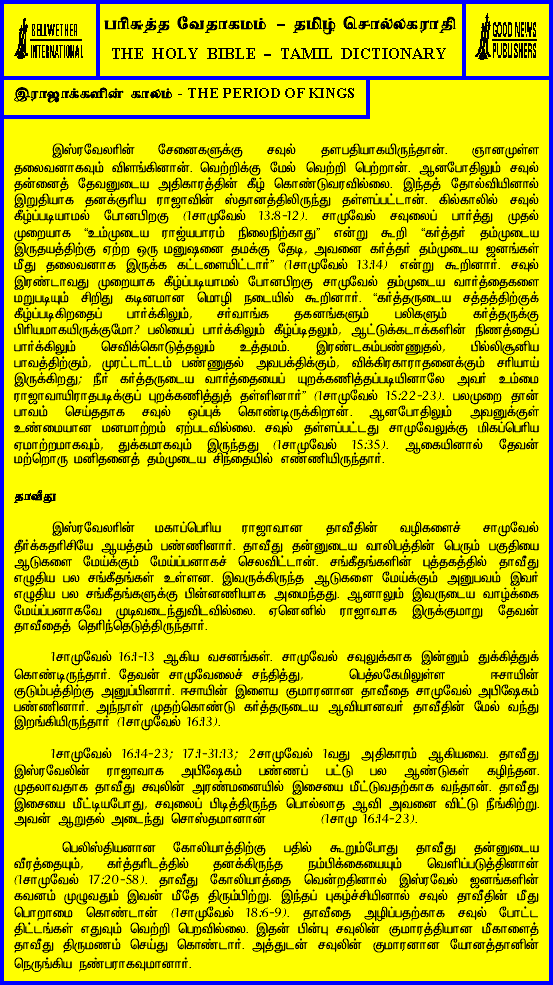 BELLWETHER
INTERNATIONAL
பரிசுத்த வேதாகமம் – தமிழ் சொல்லகராதி
THE HOLY BIBLE – TAMIL DICTIONARY
GOOD NEWS
PUBLISHERS
இராஜாக்களின் காலம் - THE PERIOD OF KINGS
இஸ்ரவேலரின் சேனைகளுக்கு சவுல் தளபதியாகயிருந்தான். ஞானமுள்ள
தலைவனாகவும் விளங்கினான். வெற்றிக்கு மேல் வெற்றி பெற்றான். ஆனபோதிலும் சவுல்
தன்னைத் தேவனுடைய அதிகாரத்தின் கீழ் கொண்டுவரவில்லை. இந்தத் தோல்வியினால்
இறுதியாக தனக்குரிய ராஜாவின் ஸ்தானத்திலிருந்து தள்ளப்பட்டான். கில்காலில் சவுல்
கீழ்ப்படியாமல் போனபிறகு (1சாமுவேல் 13:8-12). சாமுவேல் சவுலைப் பார்த்து முதல்
முறையாக “உம்முடைய ராஜ்யபாரம் நிலைநிற்காது” என்று கூறி “கர்த்தர் தம்முடைய
இருதயத்திற்கு ஏற்ற ஒரு மனுஷனை தமக்கு தேடி, அவனை கர்த்தர் தம்முடைய ஜனங்கள்
மீது தலைவனாக இருக்க கட்டளையிட்டார்” (1சாமுவேல் 13:14) என்று கூறினார். சவுல்
இரண்டாவது முறையாக கீழ்ப்படியாமல் போனபிறகு சாமுவேல் தம்முடைய வார்த்தைகளை
மறுபடியும் சிறிது கடினமான மொழி நடையில் கூறினார். “கர்த்தருடைய சத்தத்திற்குக்
கீழ்ப்படிகிறதைப் பார்க்கிலும், சர்வாங்க தகனங்களும் பலிகளும் கர்த்தருக்கு
பிரியமாகயிருக்குமோ? பலியைப் பார்க்கிலும் கீழ்ப்படிதலும், ஆட்டுக்கடாக்களின் நிணத்தைப்
பார்க்கிலும் செவிக்கொடுத்தலும் உத்தமம். இரண்டகம்பண்ணுதல், பில்லிசூனிய
பாவத்திற்கும், முரட்டாட்டம் பண்ணுதல் அவபக்திக்கும், விக்கிரகாராதனைக்கும் சரியாய்
இருக்கிறது; நீர் கர்த்தருடைய வார்த்தையைப் புறக்கணித்தப்படியினாலே அவர் உம்மை
ராஜாவாயிராதபடிக்குப் புறக்கணித்துத் தள்ளினார்” (1சாமுவேல் 15:22-23). பலமுறை தான்
பாவம் செய்ததாக சவுல் ஒப்புக் கொண்டிருக்கிறான். ஆனபோதிலும் அவனுக்குள்
உண்மையான மனமாற்றம் ஏற்படவில்லை. சவுல் தள்ளப்பட்டது சாமுவேலுக்கு மிகப்பெரிய
ஏமாற்றமாகவும், துக்கமாகவும் இருந்தது (1சாமுவேல் 15:35). ஆகையினால் தேவன்
மற்றொரு மனிதனைத் தம்முடைய சிந்தையில் எண்ணியிருந்தார்.
தாவீது
இஸ்ரவேலரின் மகாப்பெரிய ராஜாவான தாவீதின் வழிகளைச் சாமுவேல்
தீர்க்கதரிசியே ஆயத்தம் பண்ணினார். தாவீது தன்னுடைய வாலிபத்தின் பெரும் பகுதியை
ஆடுகளை மேய்க்கும் மேய்ப்பனாகச் செலவிட்டான். சங்கீதங்களின் புத்தகத்தில் தாவீது
எழுதிய பல சங்கீதங்கள் உள்ளன. இவருக்கிருந்த ஆடுகளை மேய்க்கும் அனுபவம் இவர்
எழுதிய பல சங்கீதங்களுக்கு பின்னணியாக அமைந்தது. ஆனாலும் இவருடைய வாழ்க்கை
மேய்ப்பனாகவே முடிவடைந்துவிடவில்லை. ஏனெனில் ராஜாவாக இருக்குமாறு தேவன்
தாவீதைத் தெரிந்தெடுத்திருந்தார்.
1சாமுவேல் 16:1-13 ஆகிய வசனங்கள். சாமுவேல் சவுலுக்காக இன்னும் துக்கித்துக்
கொண்டிருந்தார். தேவன் சாமுவேலைச் சந்தித்து, பெத்லகேமிலுள்ள ஈசாயின்
குடும்பத்திற்கு அனுப்பினார். ஈசாயின் இளைய குமாரனான தாவீதை சாமுவேல் அபிஷேகம்
பண்ணினார். அந்நாள் முதற்கொண்டு கர்த்தருடைய ஆவியானவர் தாவீதின் மேல் வந்து
இறங்கியிருந்தார் (1சாமுவேல் 16:13).
1சாமுவேல் 16:14-23; 17:1-31:13; 2சாமுவேல் 1வது அதிகாரம் ஆகியவை. தாவீது
இஸ்ரவேலின் ராஜாவாக அபிஷேகம் பண்ணப் பட்டு பல ஆண்டுகள் கழிந்தன.
முதலாவதாக தாவீது சவுலின் அரண்மனையில் இசையை மீட்டுவதற்காக வந்தான். தாவீது
இசையை மீட்டியபோது, சவுலைப் பிடித்திருந்த பொல்லாத ஆவி அவனை விட்டு நீங்கிற்று.
அவன் ஆறுதல் அடைந்து சொஸ்தமானான் (1சாமு 16:14-23).
பெலிஸ்தியனான கோலியாத்திற்கு பதில் கூறும்போது தாவீது தன்னுடைய
வீரத்தையும், கர்த்தரிடத்தில் தனக்கிருந்த நம்பிக்கையையும் வெளிப்படுத்தினான்
(1சாமுவேல் 17:20-58). தாவீது கோலியாத்தை வென்றதினால் இஸ்ரவேல் ஜனங்களின்
கவனம் முழுவதும் இவன் மீதே திரும்பிற்று. இந்தப் புகழ்ச்சியினால் சவுல் தாவீதின் மீது
பொறாமை கொண்டான் (1சாமுவேல் 18:6-9). தாவீதை அழிப்பதற்காக சவுல் போட்ட
திட்டங்கள் எதுவும் வெற்றி பெறவில்லை. இதன் பின்பு சவுலின் குமாரத்தியான மீகாளைத்
தாவீது திருமணம் செய்து கொண்டார். அத்துடன் சவுலின் குமாரனான யோனத்தானின்
நெருங்கிய நண்பராகவுமானார்.